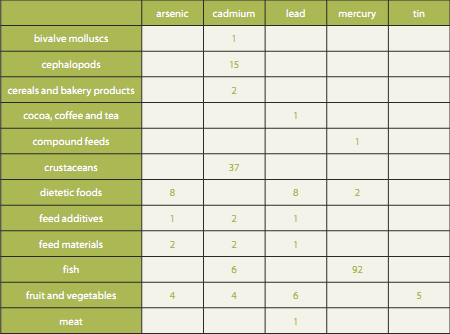 arsenic cadmium lead mercury tin
bivalve molluscs 1
cephalopods 15
cereals and bakery products 2
cocoa, coffee and tea 1
compound feeds 1
crustaceans 37
dietetic foods 8 8 2
feed additives 1 2 1
feed materials 2 2 1
fish 6 92
fruit and vegetables 4 4 6 5
meat 1